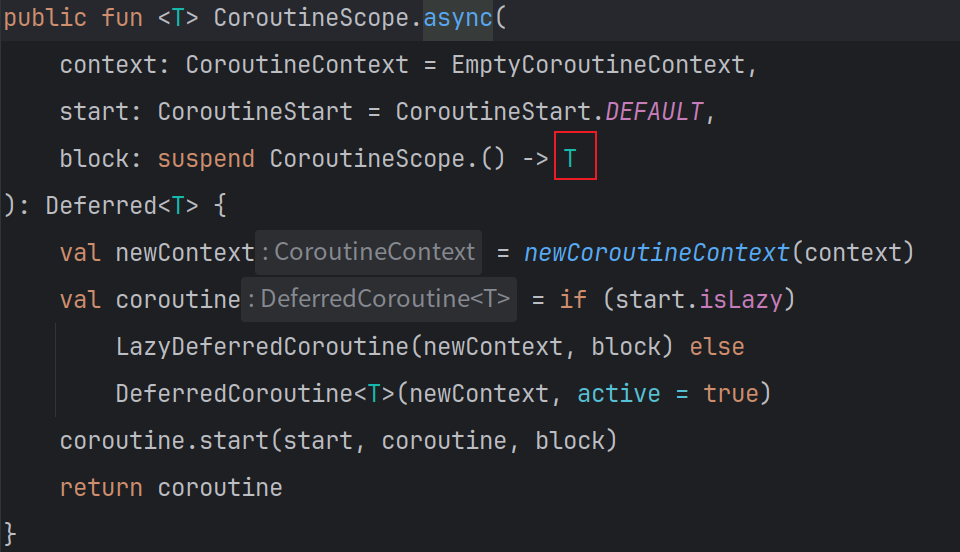 public fun <T> CoroutineScope.async(
    context: CoroutineContext = EmptyCoroutineContext,
    start: CoroutineStart = CoroutineStart.DEFAULT,
    block: suspend CoroutineScope.() -> T
): Deferred<T> {
    val newContext : CoroutineContext = newCoroutineContext(context)
    val coroutine : DeferredCoroutine<T> = if (start.isLazy)
        LazyDeferredCoroutine(newContext, block) else
        DeferredCoroutine<T>(newContext, active = true)
    coroutine.start(start, coroutine, block)
    return coroutine
}